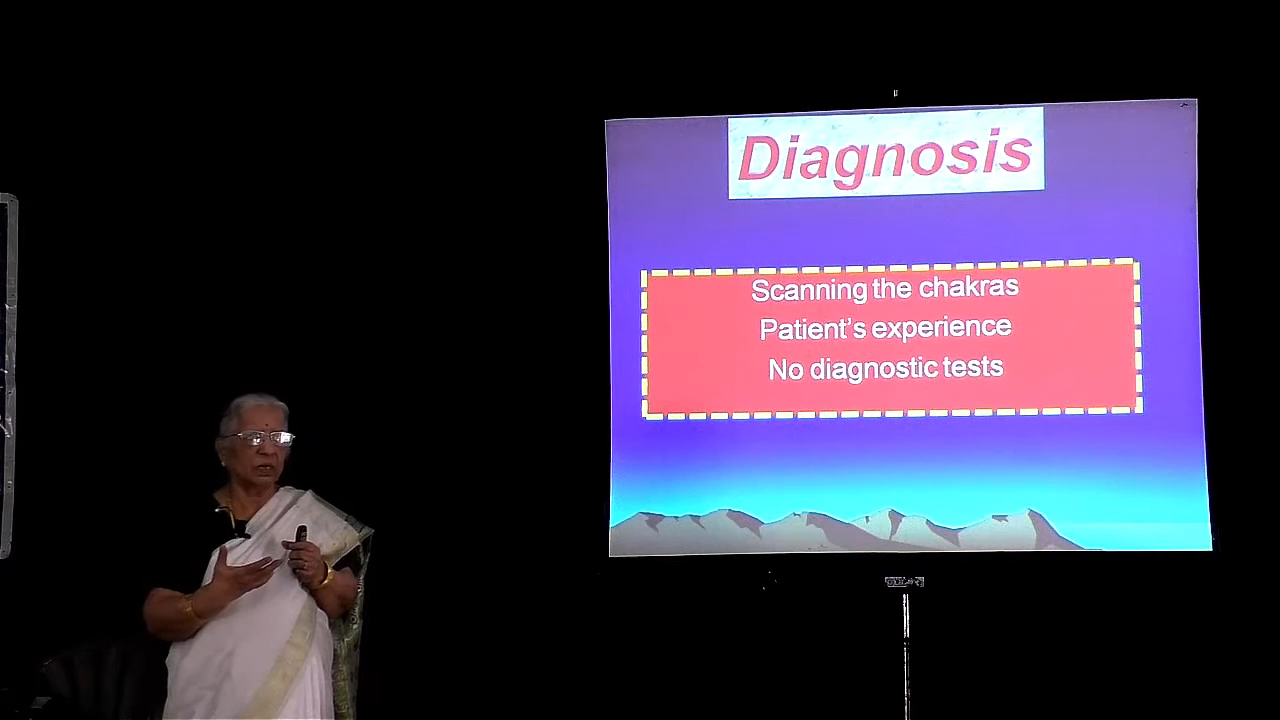 Diagnosis
Scanning the chakras
Patient's experience
No diagnostic tests